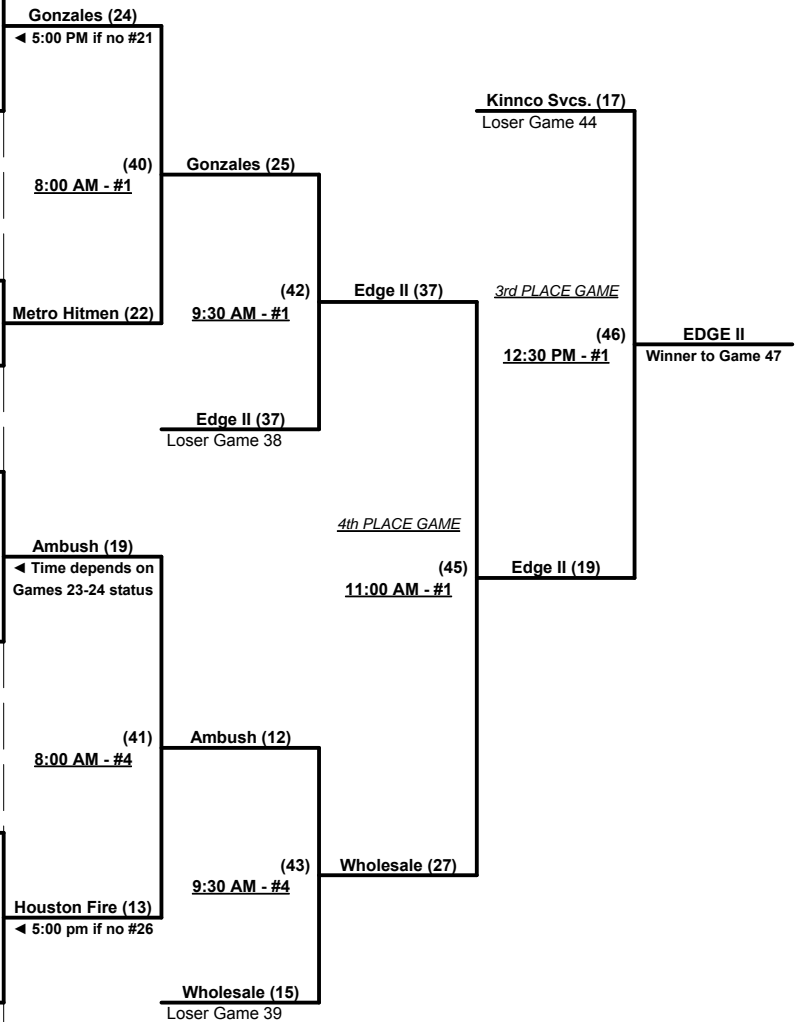 Gonzales (24)
◄ 5:00 PM if no #21
Kinnco Svcs. (17)
Loser Game 44
(40)
8:00 AM - #1
Gonzales (25)
Metro Hitmen (22)
(42)
9:30 AM - #1
Edge II (37)
3rd PLACE GAME
(46)
12:30 PM - #1
EDGE II
Winner to Game 47
Edge II (37)
Loser Game 38
4th PLACE GAME
Ambush (19)
◄ Time depends on
Games 23-24 status
(45)
11:00 AM - #1
Edge II (19)
(41)
8:00 AM - #4
Ambush (12)
(43)
9:30 AM - #4
Wholesale (27)
Houston Fire (13)
◄ 5:00 pm if no #26
Wholesale (15)
Loser Game 39